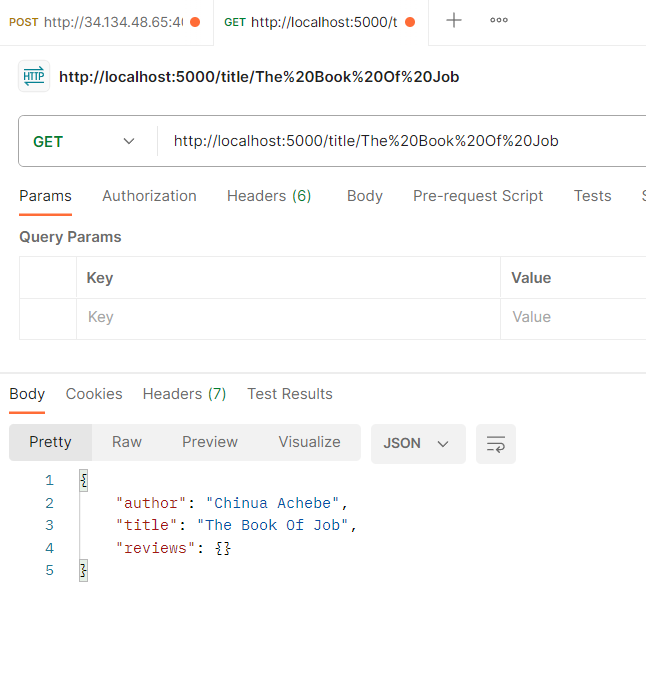 POST http://34.134.48.65:4
GET http://localhost:5000/t
HTTP http://localhost:5000/title/The%20Book%20Of%20Job
GET http://localhost:5000/title/The%20Book%20Of%20Job
Params Authorization Headers (6) Body Pre-request Script Tests
Query Params
Key Value
Key Value
Body Cookies Headers (7) Test Results
Pretty Raw Preview Visualize JSON
1 {
2 "author": "Chinua Achebe",
3 "title": "The Book Of Job",
4 "reviews": {}
5 }